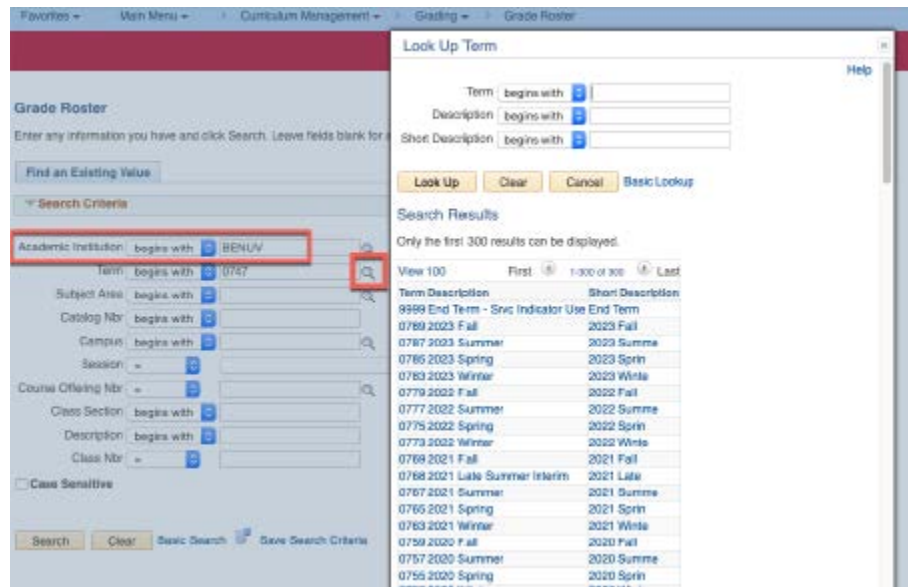 Favorites Main Menu Curriculum Management Grading Grade Roster
Look Up Term
Help
Term begins with
Description begins with
Short Description begins with
Look Up Clear Cancel Basic Lookup
Search Results
Only the first 300 results can be displayed.
View 100 First 1-300 of 300 Last
Term Description Short Description
9999 End Term - Srvc Indicator Use End Term
0789 2023 Fall 2023 Fall
0787 2023 Summer 2023 Summe
0785 2023 Spring 2023 Sprin
0783 2023 Winter 2023 Winte
0779 2022 Fall 2022 Fall
0777 2022 Summer 2022 Summe
0775 2022 Spring 2022 Sprin
0773 2022 Winter 2022 Winte
0769 2021 Fall 2021 Fall
0768 2021 Late Summer Interim 2021 Late
0767 2021 Summer 2021 Summe
0765 2021 Spring 2021 Sprin
0763 2021 Winter 2021 Winte
0759 2020 Fall 2020 Fall
0757 2020 Summer 2020 Summe
0755 2020 Spring 2020 Sprin
Grade Roster
Enter any information you have and click Search. Leave fields blank for a
Find an Existing Value
Search Criteria
Academic Institution begins with BENUV
Term begins with 0747
Subject Area begins with
Catalog Nbr begins with
Campus begins with
Session =
Course Offering Nbr =
Class Section begins with
Description begins with
Class Nbr =
Case Sensitive
Search Clear Basic Search Save Search Criteria